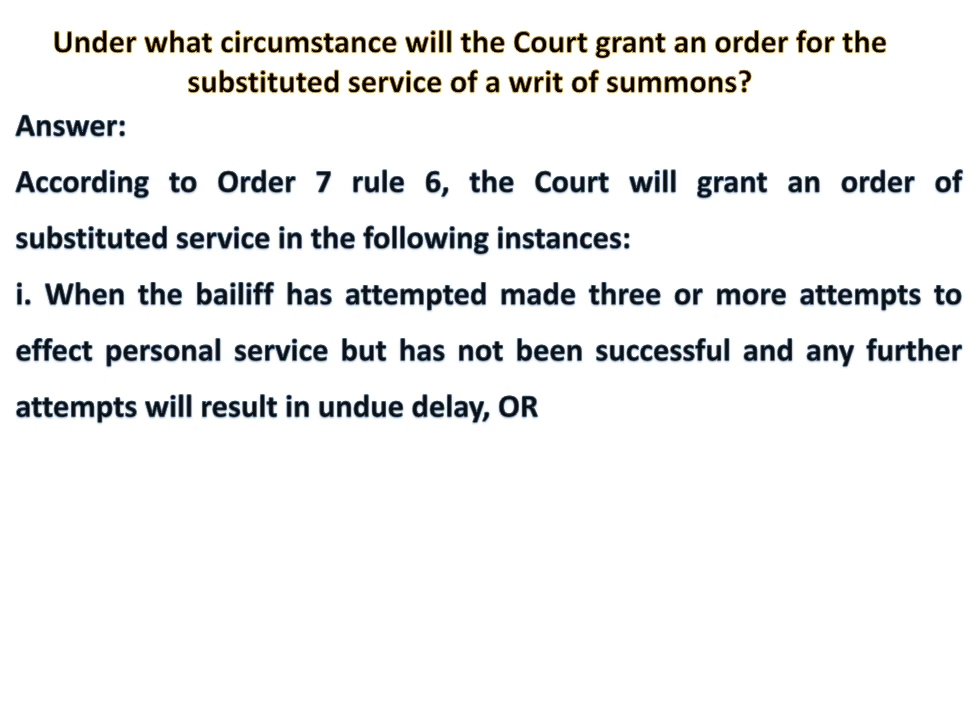 Under what circumstance will the Court grant an order for the
substituted service of a writ of summons?
Answer:
According to Order 7 rule 6, the Court will grant an order of
substituted service in the following instances:
i. When the bailiff has attempted made three or more attempts to
effect personal service but has not been successful and any further
attempts will result in undue delay, OR